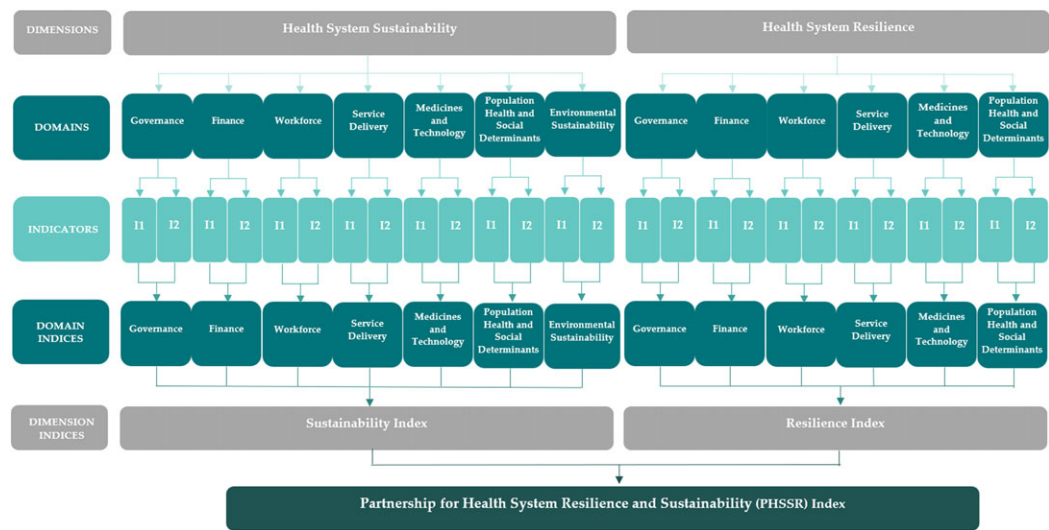 DIMENSIONS
Health System Sustainability
Health System Resilience
DOMAINS
Governance
Finance
Workforce
Service
Delivery
Medicines
and
Technology
Population
Health and
Social
Determinants
Environmental
Sustainability
Governance
Finance
Workforce
Service
Delivery
Medicines
and
Technology
Population
Health and
Social
Determinants
INDICATORS
I1 I2 I1 I2 I1 I2 I1 I2 I1 I2 I1 I2 I1 I2
I1 I2 I1 I2 I1 I2 I1 I2 I1 I2 I1 I2
DOMAIN
INDICES
Governance
Finance
Workforce
Service
Delivery
Medicines
and
Technology
Population
Health and
Social
Determinants
Environmental
Sustainability
Governance
Finance
Workforce
Service
Delivery
Medicines
and
Technology
Population
Health and
Social
Determinants
DIMENSION
INDICES
Sustainability Index
Resilience Index
Partnership for Health System Resilience and Sustainability (PHSSR) Index